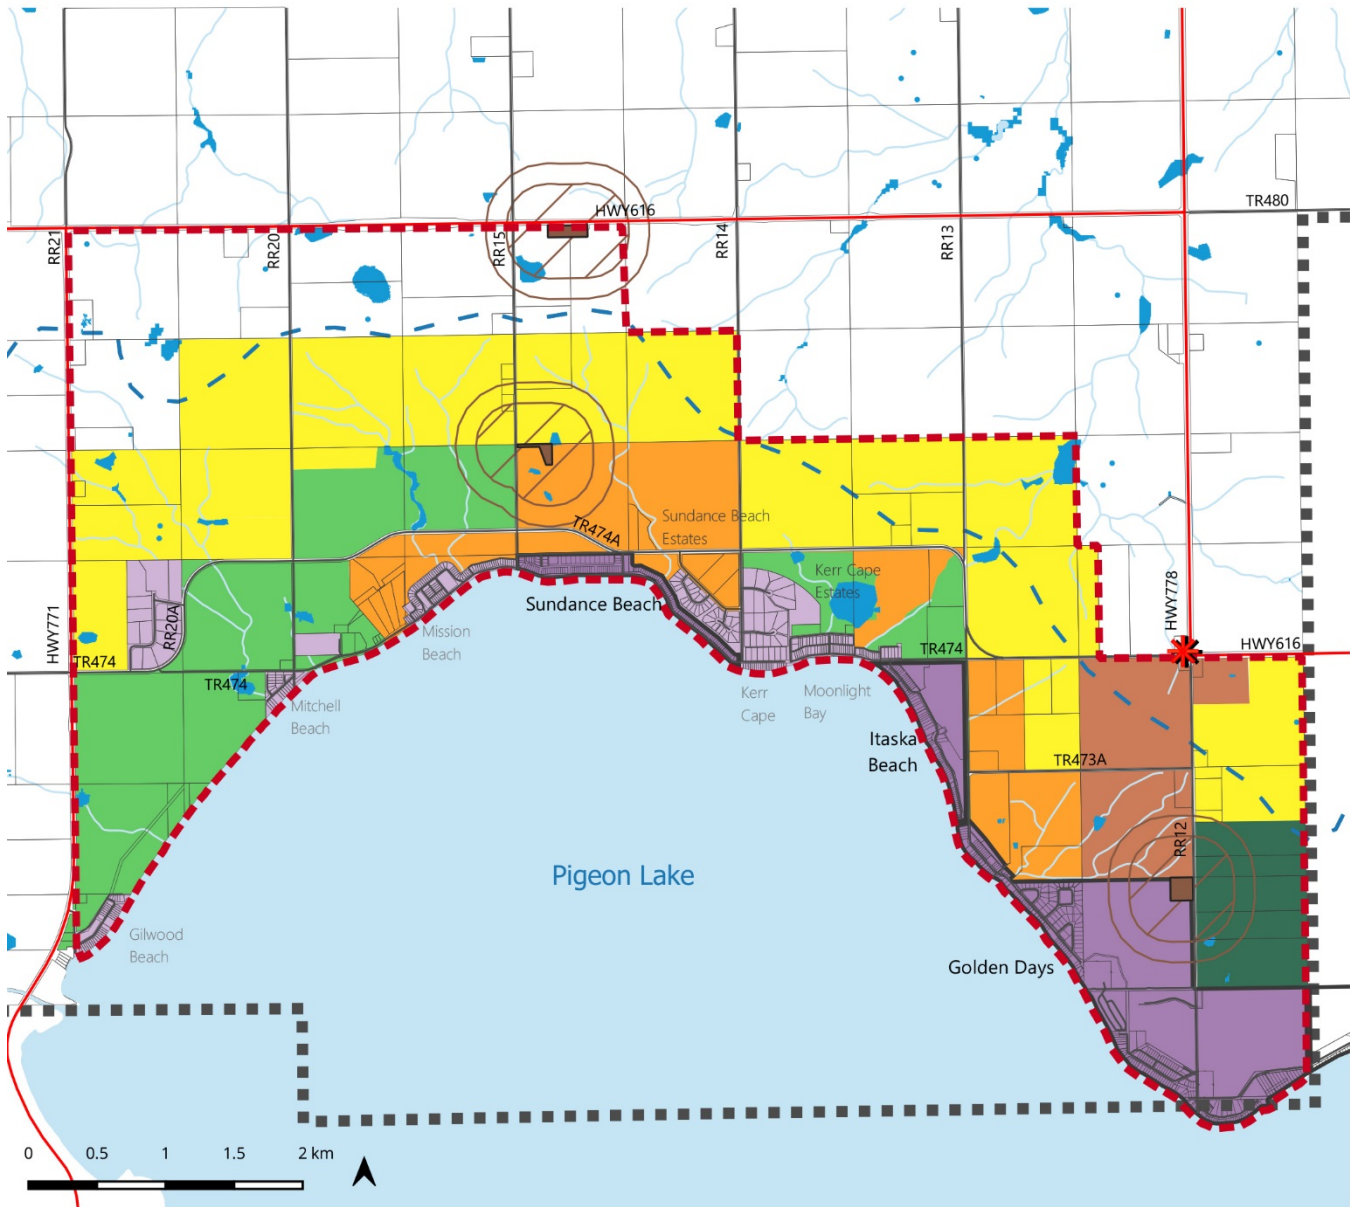 HWY616
TR480
RR21
RR20
RR15
RR14
RR13
Sundance Beach
Estates
TR474A
Kerr Cape
Estates
HWY771
RR20A
HWY778
HWY616
Sundance Beach
Mission
Beach
TR474
TR474
TR474
Mitchell
Beach
Kerr
Cape
Moonlight
Bay
Itaska
Beach
TR473A
RR12
Pigeon Lake
Gilwood
Beach
Golden Days
0 0.5 1 1.5 2 km